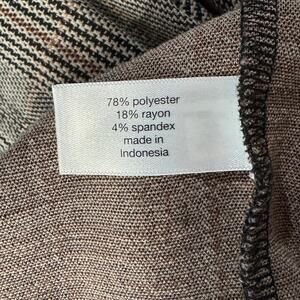 78% polyester
18% rayon
4% spandex
made in
Indonesia